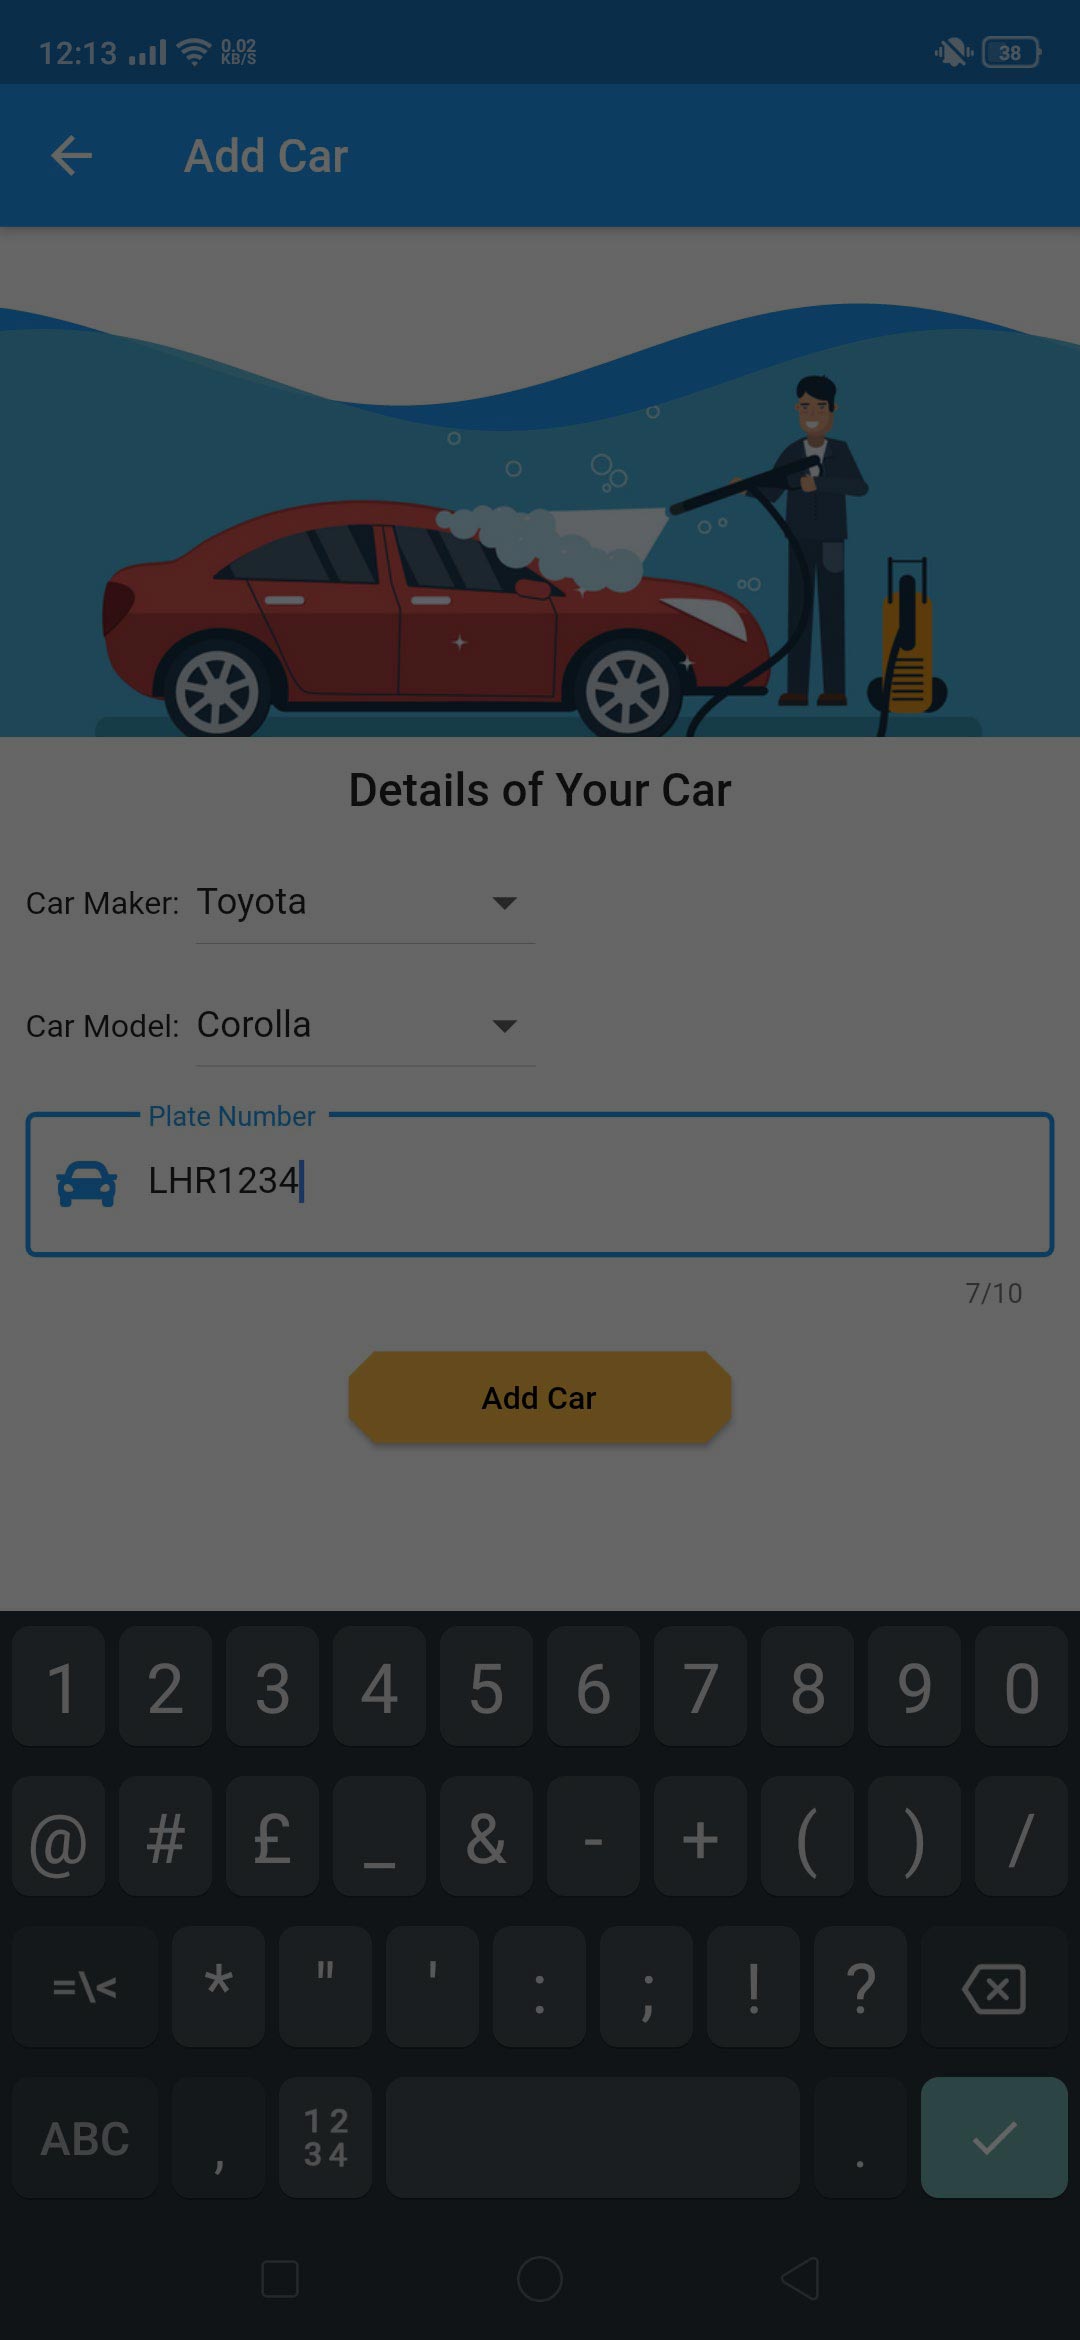 12:13 0.02 KB/S 38
Add Car
Details of Your Car
Car Maker: Toyota
Car Model: Corolla
Plate Number
LHR1234
7/10
Add Car
1 2 3 4 5 6 7 8 9 0
@ # £ _ & - + ( ) /
=\< * " ' : ; ! ?
ABC , 12 34 .